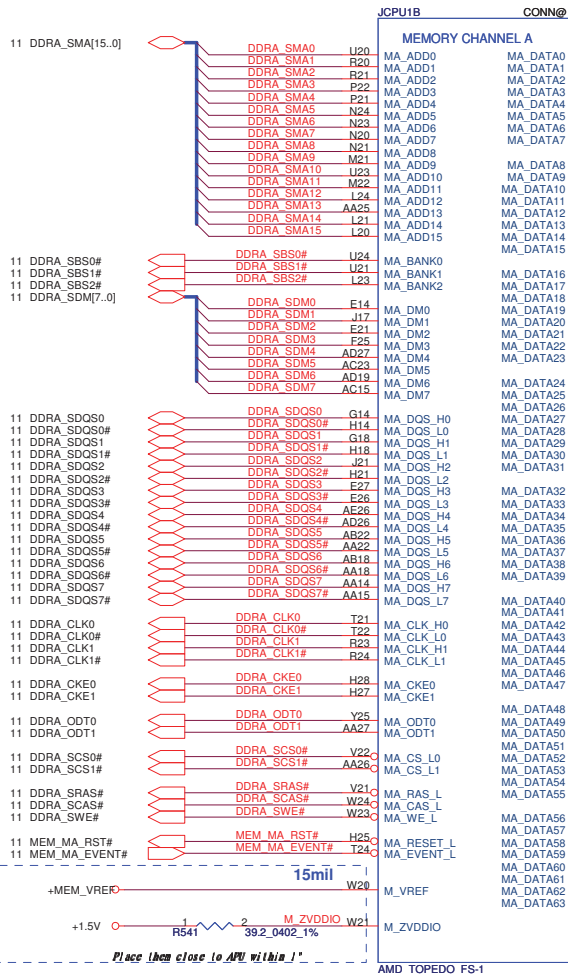 JCPU1B CONN@
MEMORY CHANNEL A
11 DDRA_SMA[15..0]
DDRA_SMA0 U20 MA_ADD0 MA_DATA0
DDRA_SMA1 R20 MA_ADD1 MA_DATA1
DDRA_SMA2 R21 MA_ADD2 MA_DATA2
DDRA_SMA3 P22 MA_ADD3 MA_DATA3
DDRA_SMA4 P21 MA_ADD4 MA_DATA4
DDRA_SMA5 N24 MA_ADD5 MA_DATA5
DDRA_SMA6 N23 MA_ADD6 MA_DATA6
DDRA_SMA7 N20 MA_ADD7 MA_DATA7
DDRA_SMA8 N21 MA_ADD8
DDRA_SMA9 M21 MA_ADD9 MA_DATA8
DDRA_SMA10 U23 MA_ADD10 MA_DATA9
DDRA_SMA11 M22 MA_ADD11 MA_DATA10
DDRA_SMA12 L24 MA_ADD12 MA_DATA11
DDRA_SMA13 AA25 MA_ADD13 MA_DATA12
DDRA_SMA14 L21 MA_ADD14 MA_DATA13
DDRA_SMA15 L20 MA_ADD15 MA_DATA14
MA_DATA15
11 DDRA_SBS0# DDRA_SBS0# U24 MA_BANK0
11 DDRA_SBS1# DDRA_SBS1# U21 MA_BANK1 MA_DATA16
11 DDRA_SBS2# DDRA_SBS2# L23 MA_BANK2 MA_DATA17
11 DDRA_SDM[7..0] MA_DATA18
DDRA_SDM0 E14 MA_DM0 MA_DATA19
DDRA_SDM1 J17 MA_DM1 MA_DATA20
DDRA_SDM2 E21 MA_DM2 MA_DATA21
DDRA_SDM3 F25 MA_DM3 MA_DATA22
DDRA_SDM4 AD27 MA_DM4 MA_DATA23
DDRA_SDM5 AC23 MA_DM5
DDRA_SDM6 AD19 MA_DM6 MA_DATA24
DDRA_SDM7 AC15 MA_DM7 MA_DATA25
MA_DATA26
11 DDRA_SDQS0 DDRA_SDQS0 G14 MA_DQS_H0 MA_DATA27
11 DDRA_SDQS0# DDRA_SDQS0# H14 MA_DQS_L0 MA_DATA28
11 DDRA_SDQS1 DDRA_SDQS1 G18 MA_DQS_H1 MA_DATA29
11 DDRA_SDQS1# DDRA_SDQS1# H18 MA_DQS_L1 MA_DATA30
11 DDRA_SDQS2 DDRA_SDQS2 J21 MA_DQS_H2 MA_DATA31
11 DDRA_SDQS2# DDRA_SDQS2# H21 MA_DQS_L2
11 DDRA_SDQS3 DDRA_SDQS3 E27 MA_DQS_H3 MA_DATA32
11 DDRA_SDQS3# DDRA_SDQS3# E26 MA_DQS_L3 MA_DATA33
11 DDRA_SDQS4 DDRA_SDQS4 AE26 MA_DQS_H4 MA_DATA34
11 DDRA_SDQS4# DDRA_SDQS4# AD26 MA_DQS_L4 MA_DATA35
11 DDRA_SDQS5 DDRA_SDQS5 AB22 MA_DQS_H5 MA_DATA36
11 DDRA_SDQS5# DDRA_SDQS5# AA22 MA_DQS_L5 MA_DATA37
11 DDRA_SDQS6 DDRA_SDQS6 AB18 MA_DQS_H6 MA_DATA38
11 DDRA_SDQS6# DDRA_SDQS6# AA18 MA_DQS_L6 MA_DATA39
11 DDRA_SDQS7 DDRA_SDQS7 AA14 MA_DQS_H7
11 DDRA_SDQS7# DDRA_SDQS7# AA15 MA_DQS_L7 MA_DATA40
MA_DATA41
11 DDRA_CLK0 DDRA_CLK0 T21 MA_CLK_H0 MA_DATA42
11 DDRA_CLK0# DDRA_CLK0# T22 MA_CLK_L0 MA_DATA43
11 DDRA_CLK1 DDRA_CLK1 R23 MA_CLK_H1 MA_DATA44
11 DDRA_CLK1# DDRA_CLK1# R24 MA_CLK_L1 MA_DATA45
MA_DATA46
11 DDRA_CKE0 DDRA_CKE0 H28 MA_CKE0 MA_DATA47
11 DDRA_CKE1 DDRA_CKE1 H27 MA_CKE1
MA_DATA48
11 DDRA_ODT0 DDRA_ODT0 Y25 MA_ODT0 MA_DATA49
11 DDRA_ODT1 DDRA_ODT1 AA27 MA_ODT1 MA_DATA50
MA_DATA51
11 DDRA_SCS0# DDRA_SCS0# V22 MA_CS_L0 MA_DATA52
11 DDRA_SCS1# DDRA_SCS1# AA26 MA_CS_L1 MA_DATA53
MA_DATA54
11 DDRA_SRAS# DDRA_SRAS# V21 MA_RAS_L MA_DATA55
11 DDRA_SCAS# DDRA_SCAS# W24 MA_CAS_L
11 DDRA_SWE# DDRA_SWE# W23 MA_WE_L MA_DATA56
MA_DATA57
11 MEM_MA_RST# MEM_MA_RST# H25 MA_RESET_L MA_DATA58
11 MEM_MA_EVENT# MEM_MA_EVENT# T24 MA_EVENT_L MA_DATA59
MA_DATA60
15mil MA_DATA61
MA_DATA62
+MEM_VREF W20 M_VREF MA_DATA63
+1.5V 1 2 M_ZVDDIO W21 M_ZVDDIO
R541 39.2_0402_1%
Place them close to APU within 1"
AMD_TOPEDO_FS-1